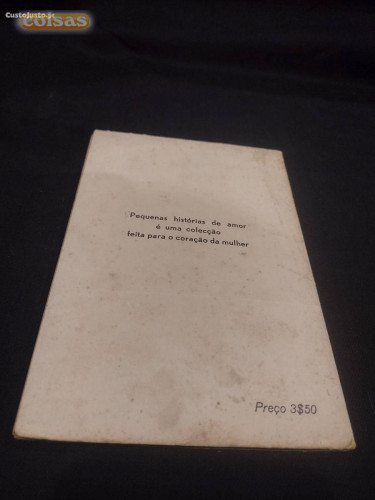 CustoJusto.pt
coisas
Pequenas histórias de amor
é uma colecção
feita para o coração da mulher
Preço 3$50